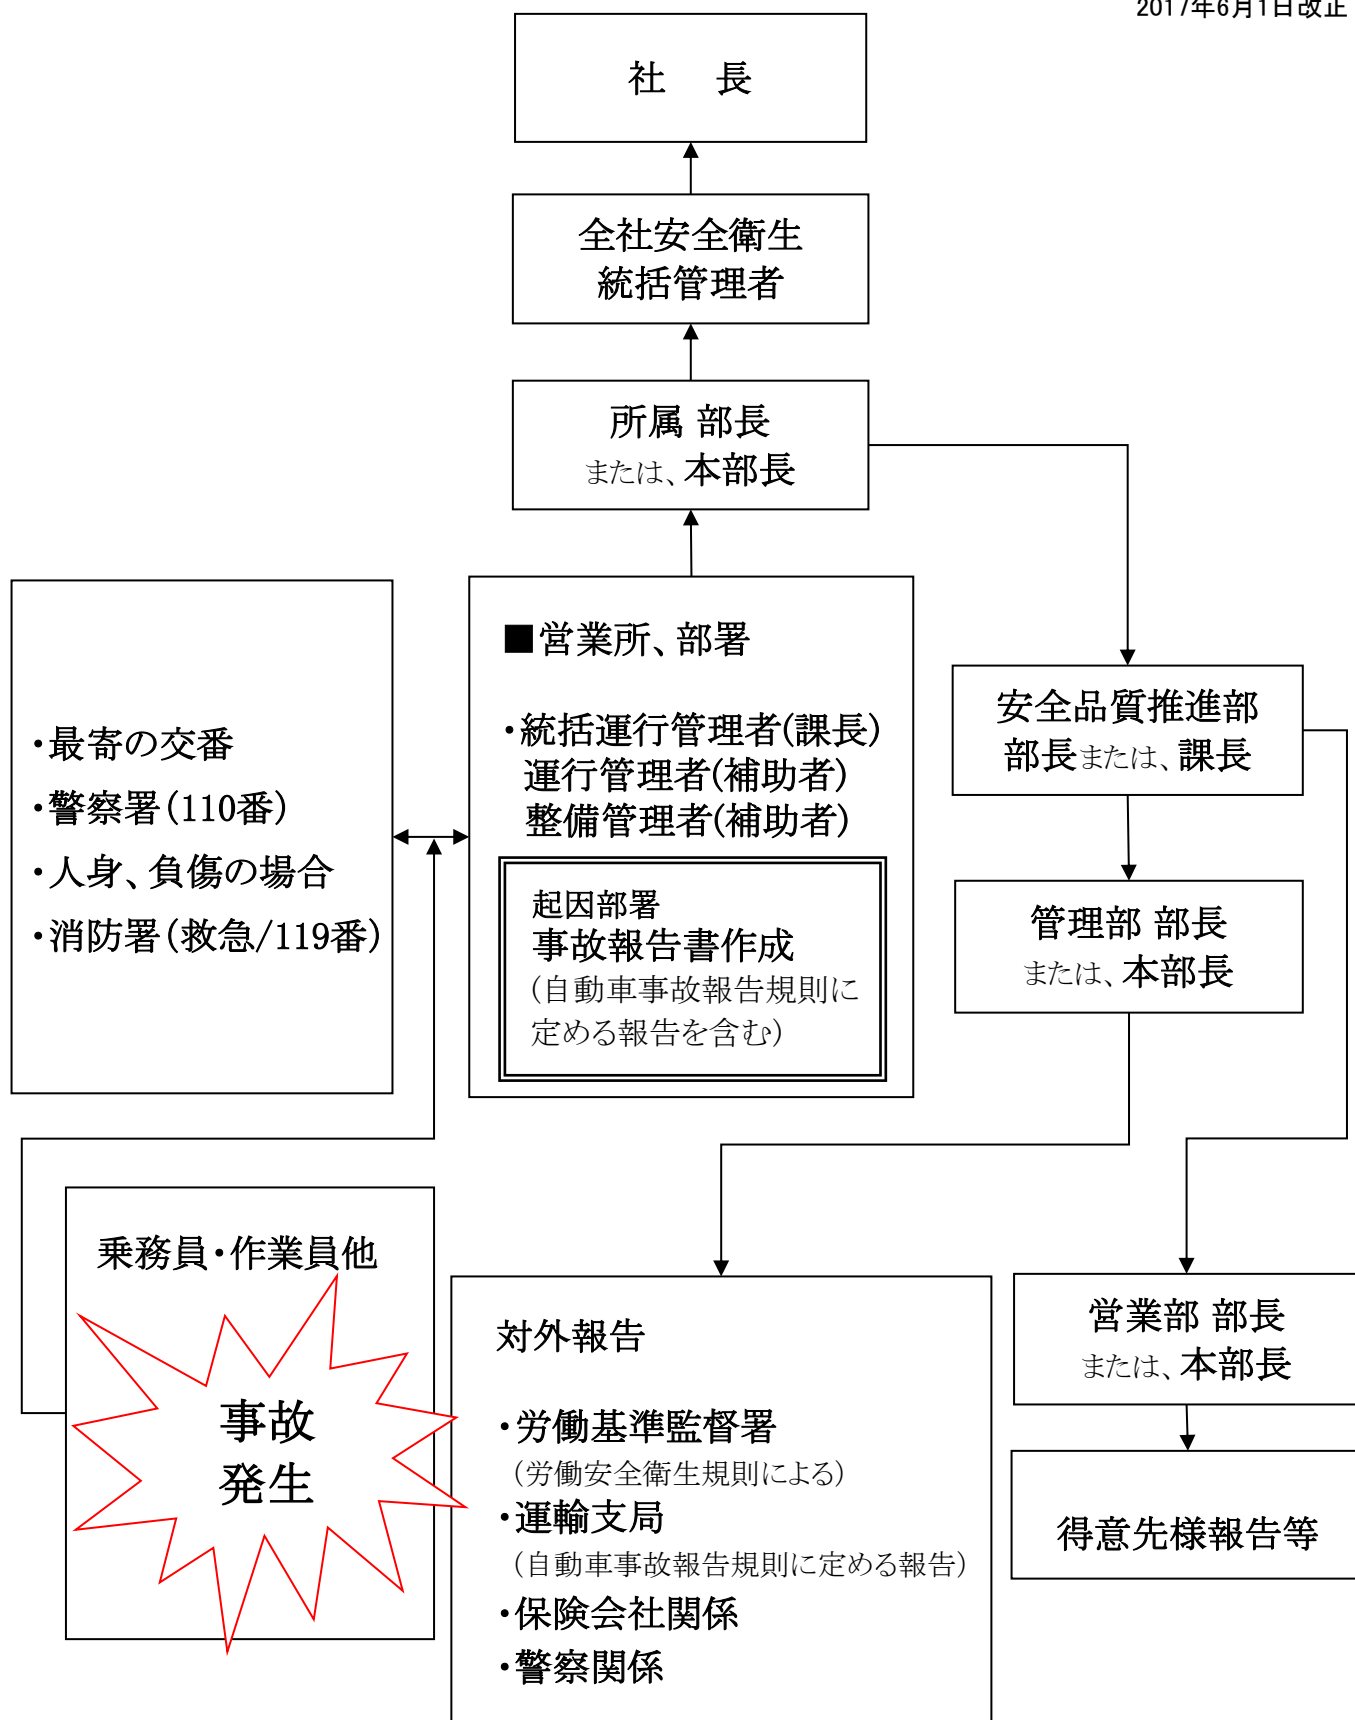 2017年6月1日改正
社　長
全社安全衛生
統括管理者
所属 部長
または、本部長
■営業所、部署
・統括運行管理者(課長)
運行管理者(補助者)
整備管理者(補助者)
起因部署
事故報告書作成
(自動車事故報告規則に
定める報告を含む)
・最寄の交番
・警察署(110番)
・人身、負傷の場合
・消防署(救急/119番)
安全品質推進部
部長または、課長
管理部 部長
または、本部長
乗務員・作業員他
事故
発生
対外報告
・労働基準監督署
(労働安全衛生規則による)
・運輸支局
(自動車事故報告規則に定める報告)
・保険会社関係
・警察関係
営業部 部長
または、本部長
得意先様報告等